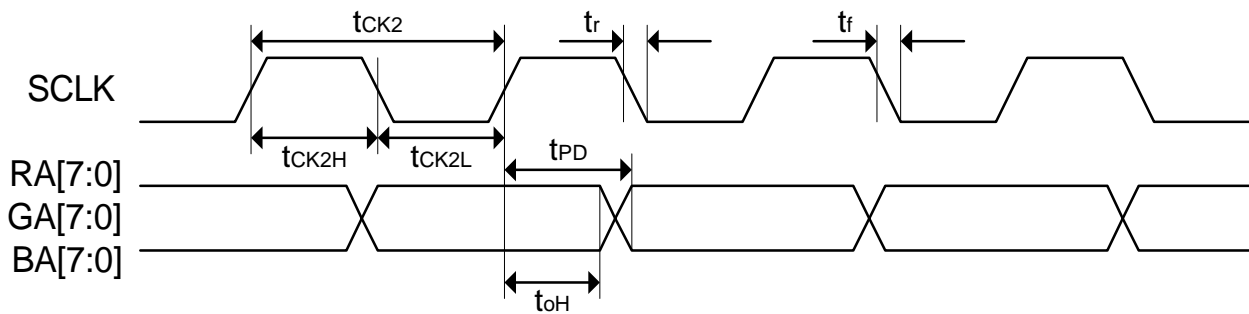 tCK2
tr
tf
SCLK
tCK2H
tCK2L
tPD
RA[7:0]
GA[7:0]
BA[7:0]
toH